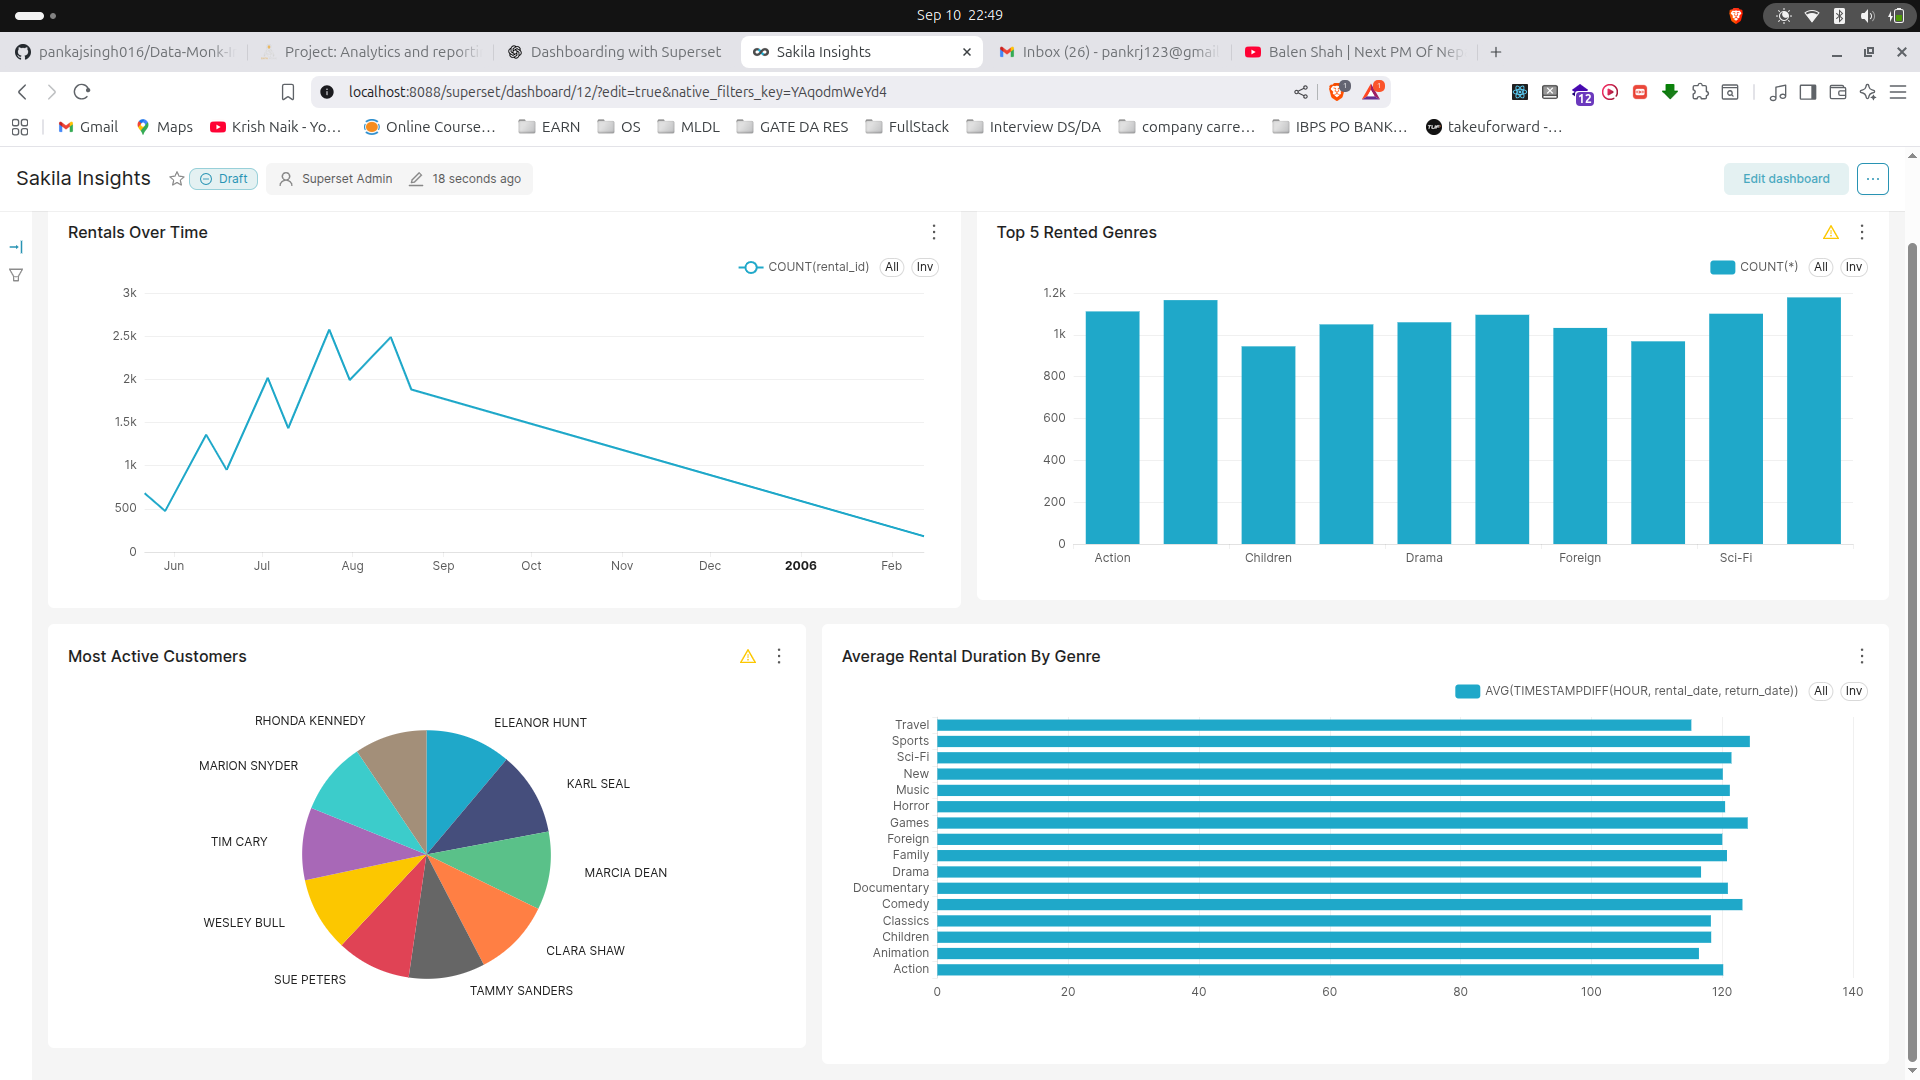 Sep 10 22:49
pankajsingh016/Data-Monk-I
Project: Analytics and reporti
Dashboarding with Superset
Sakila Insights
Inbox (26) - pankrj123@gmai
Balen Shah | Next PM Of Nep
localhost:8088/superset/dashboard/12/?edit=true&native_filters_key=YAqodmWeYd4
1
1
12
Gmail
Maps
Krish Naik - Yo...
Online Course...
EARN
OS
MLDL
GATE DA RES
FullStack
Interview DS/DA
company carre...
IBPS PO BANK...
takeuforward -...
Sakila Insights
Draft
Superset Admin
18 seconds ago
Edit dashboard
Rentals Over Time
COUNT(rental_id)
All
Inv
3k
2.5k
2k
1.5k
1k
500
0
Jun
Jul
Aug
Sep
Oct
Nov
Dec
2006
Feb
Top 5 Rented Genres
COUNT(*)
All
Inv
1.2k
1k
800
600
400
200
0
Action
Children
Drama
Foreign
Sci-Fi
Most Active Customers
RHONDA KENNEDY
ELEANOR HUNT
MARION SNYDER
KARL SEAL
TIM CARY
MARCIA DEAN
WESLEY BULL
CLARA SHAW
SUE PETERS
TAMMY SANDERS
Average Rental Duration By Genre
AVG(TIMESTAMPDIFF(HOUR, rental_date, return_date))
All
Inv
Travel
Sports
Sci-Fi
New
Music
Horror
Games
Foreign
Family
Drama
Documentary
Comedy
Classics
Children
Animation
Action
0
20
40
60
80
100
120
140